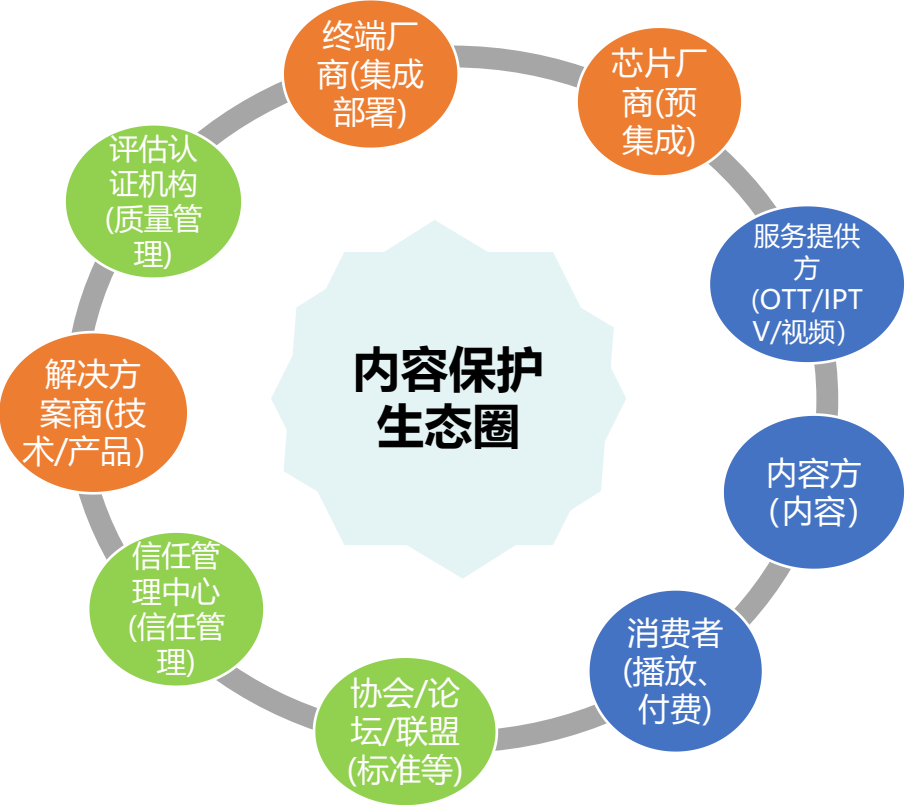 终端厂
商(集成
部署)
芯片厂
商(预
集成)
评估认
证机构
(质量管
理)
服务提供
方
(OTT/IPT
V/视频）
内容保护
生态圈
解决方
案商(技
术/产品）
内容方
（内容）
信任管
理中心
(信任管
理)
消费者
(播放、
付费)
协会/论
坛/联盟
(标准等)